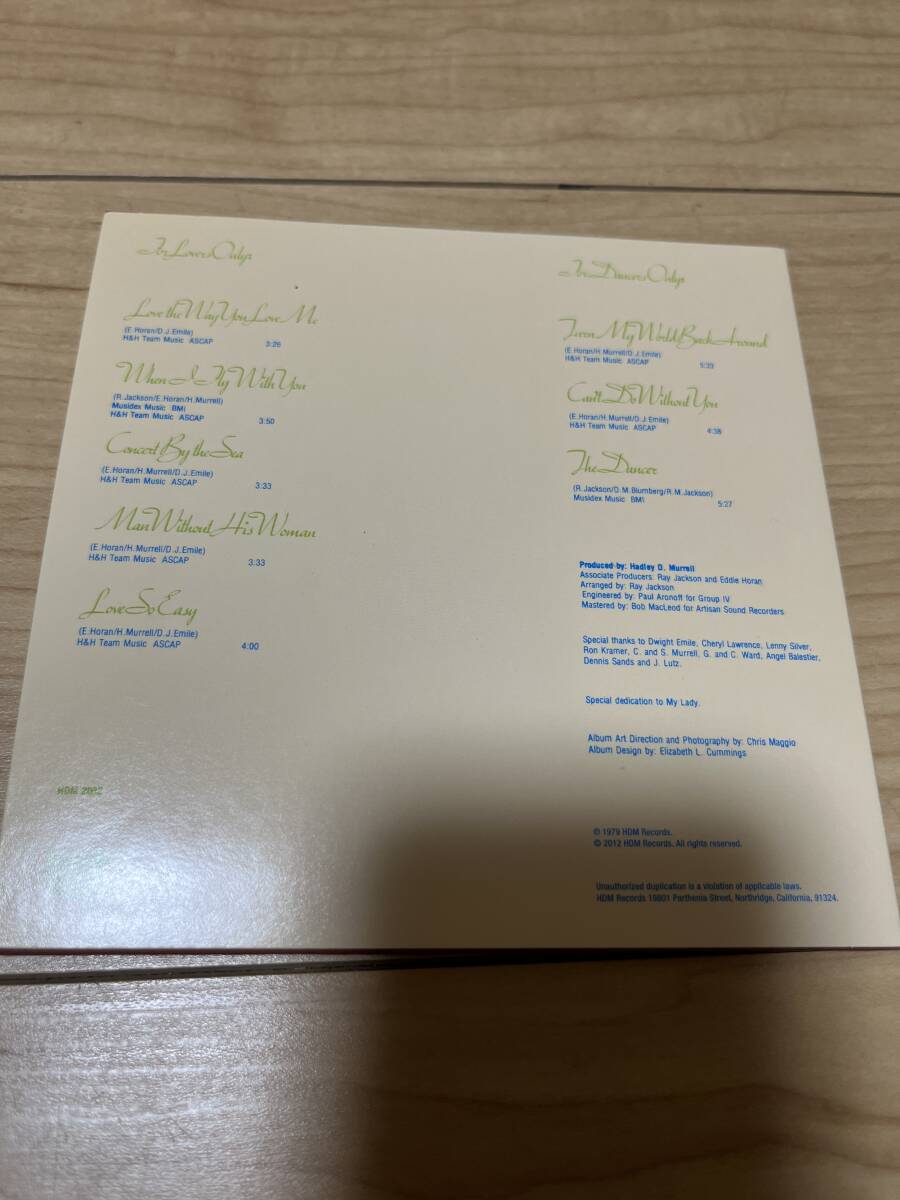 For Lovers Only:
Love the Way You Love Me
(E. Horan/D.J. Emile)
H&H Team Music ASCAP 3:26
When I Fly With You
(R. Jackson/E. Horan/H. Murrell)
Musidex Music BMI
H&H Team Music ASCAP 3:50
Concert By the Sea
(E. Horan/H. Murrell/D.J. Emile)
H&H Team Music ASCAP 3:33
Man Without His Woman
(E. Horan/H. Murrell/D.J. Emile)
H&H Team Music ASCAP 3:33
Love So Easy
(E. Horan/H. Murrell/D.J. Emile)
H&H Team Music ASCAP 4:00
HDM
For Dancers Only:
Turn My World Back Around
(E. Horan/H. Murrell/D.J. Emile)
H&H Team Music ASCAP
Can't Do Without You
(E. Horan/H. Murrell/D.J. Emile)
H&H Team Music ASCAP 4:38
The Dancer
(R. Jackson/D.M. Blumberg/R.M. Jackson)
Musidex Music BMI 5:27
Produced by: Hadley D. Murrell
Associate Producers: Ray Jackson and Eddie Horan
Arranged by: Ray Jackson
Engineered by: Paul Aronoff for Group IV
Mastered by: Bob MacLeod for Artisan Sound Recorders
Special thanks to Dwight Emile, Cheryl Lawrence, Lenny Silver,
Ron Kramer, C. and S. Murrell, G. and C. Ward, Angel Balestier,
Dennis Sands and J. Lutz.
Special dedication to My Lady.
Album Art Direction and Photography by: Chris Maggio
Album Design by: Elizabeth L. Cummings
© 1979 HDM Records.
© 2012 HDM Records. All rights reserved.
Unauthorized duplication is a violation of applicable laws.
HDM Records 19801 Parthenia Street, Northridge, California, 91324.